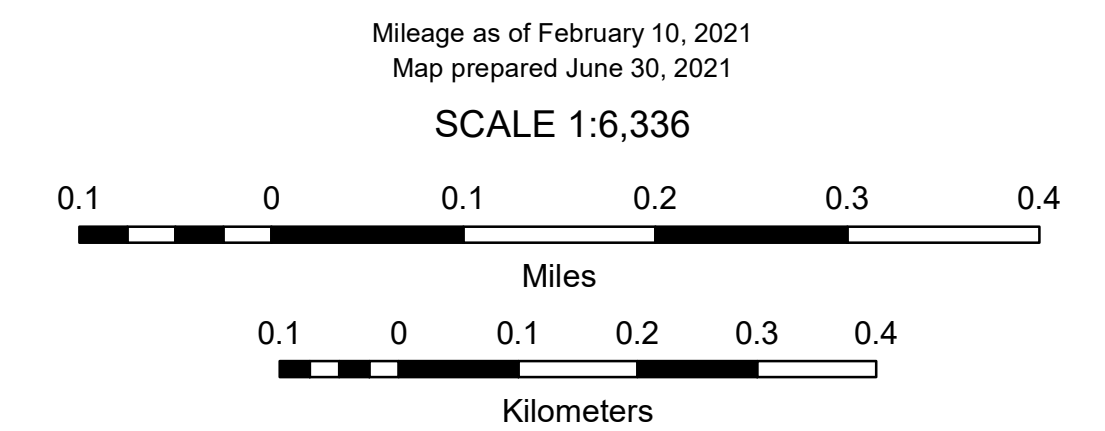 Mileage as of February 10, 2021
Map prepared June 30, 2021
SCALE 1:6,336
0.1 0 0.1 0.2 0.3 0.4
Miles
0.1 0 0.1 0.2 0.3 0.4
Kilometers